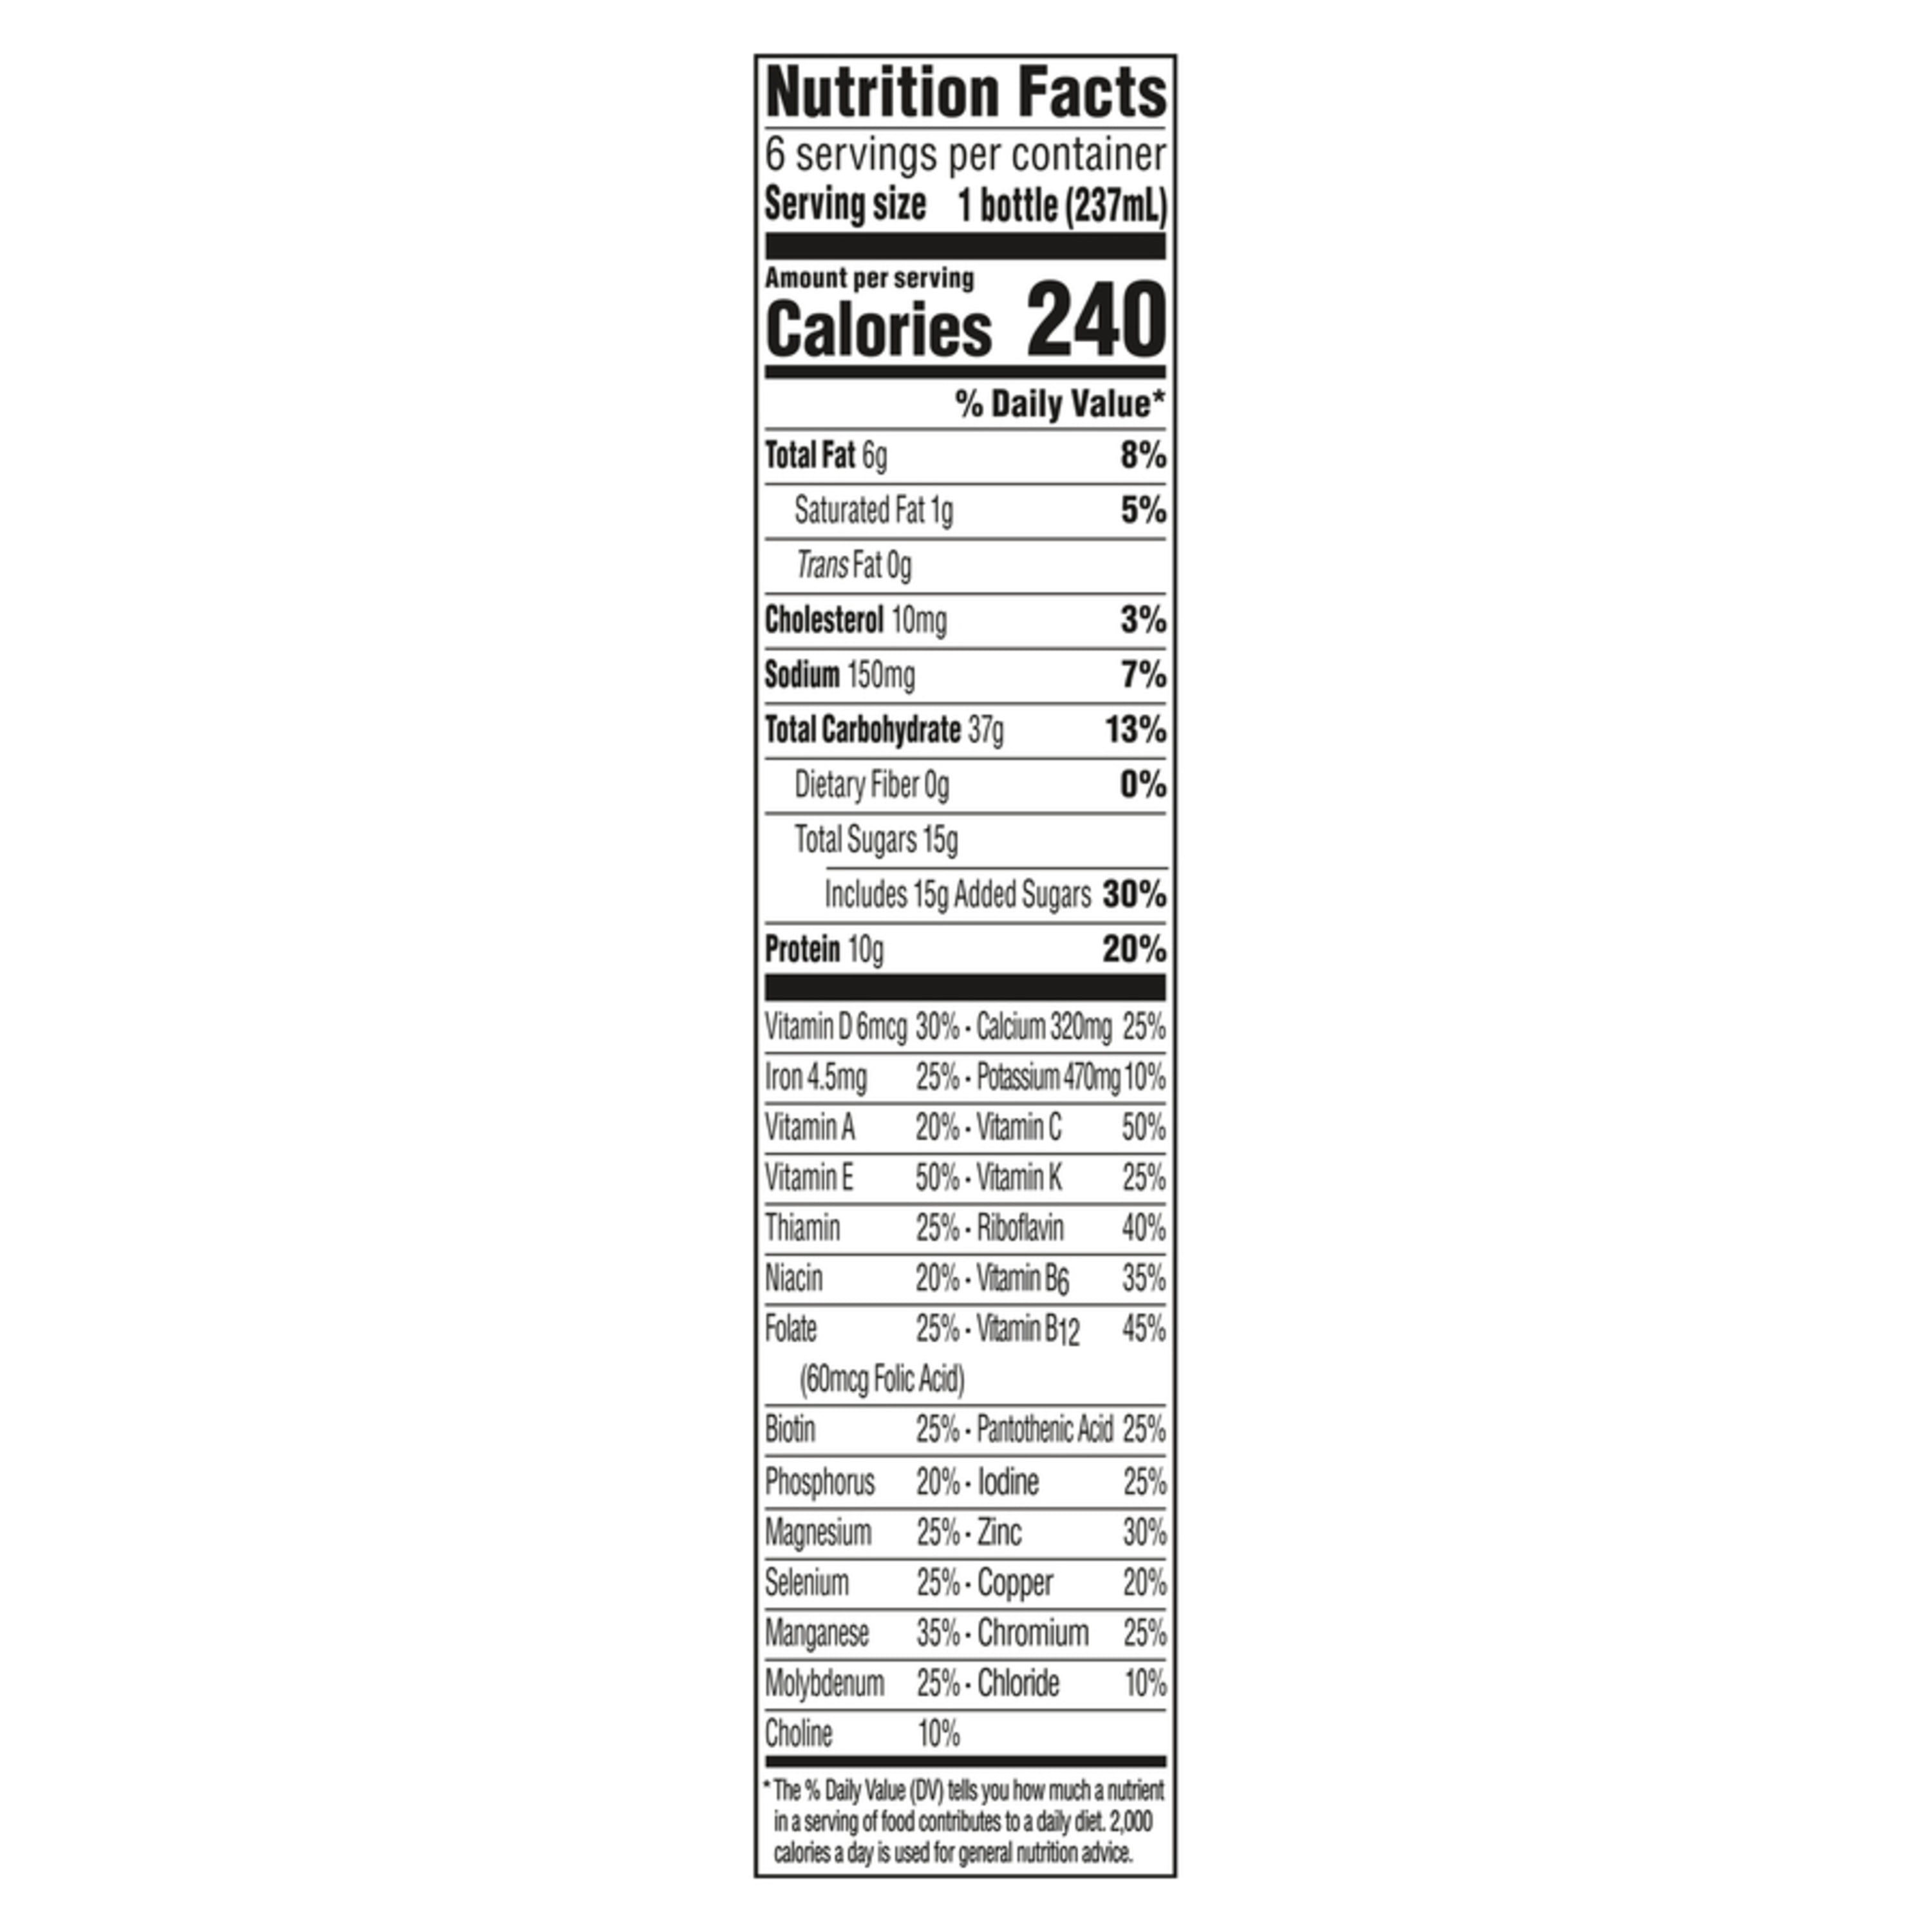 Nutrition Facts
6 servings per container
Serving size 1 bottle (237mL)
Amount per serving
Calories 240
% Daily Value*
Total Fat 6g 8%
Saturated Fat 1g 5%
Trans Fat 0g
Cholesterol 10mg 3%
Sodium 150mg 7%
Total Carbohydrate 37g 13%
Dietary Fiber 0g 0%
Total Sugars 15g
Includes 15g Added Sugars 30%
Protein 10g 20%
Vitamin D 6mcg 30% • Calcium 320mg 25%
Iron 4.5mg 25% • Potassium 470mg 10%
Vitamin A 20% • Vitamin C 50%
Vitamin E 50% • Vitamin K 25%
Thiamin 25% • Riboflavin 40%
Niacin 20% • Vitamin B6 35%
Folate 25% • Vitamin B12 45%
(60mcg Folic Acid)
Biotin 25% • Pantothenic Acid 25%
Phosphorus 20% • Iodine 25%
Magnesium 25% • Zinc 30%
Selenium 25% • Copper 20%
Manganese 35% • Chromium 25%
Molybdenum 25% • Chloride 10%
Choline 10%
* The % Daily Value (DV) tells you how much a nutrient
in a serving of food contributes to a daily diet. 2,000
calories a day is used for general nutrition advice.